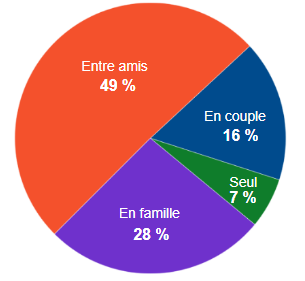 Entre amis
49 %
En couple
16 %
Seul
7 %
En famille
28 %